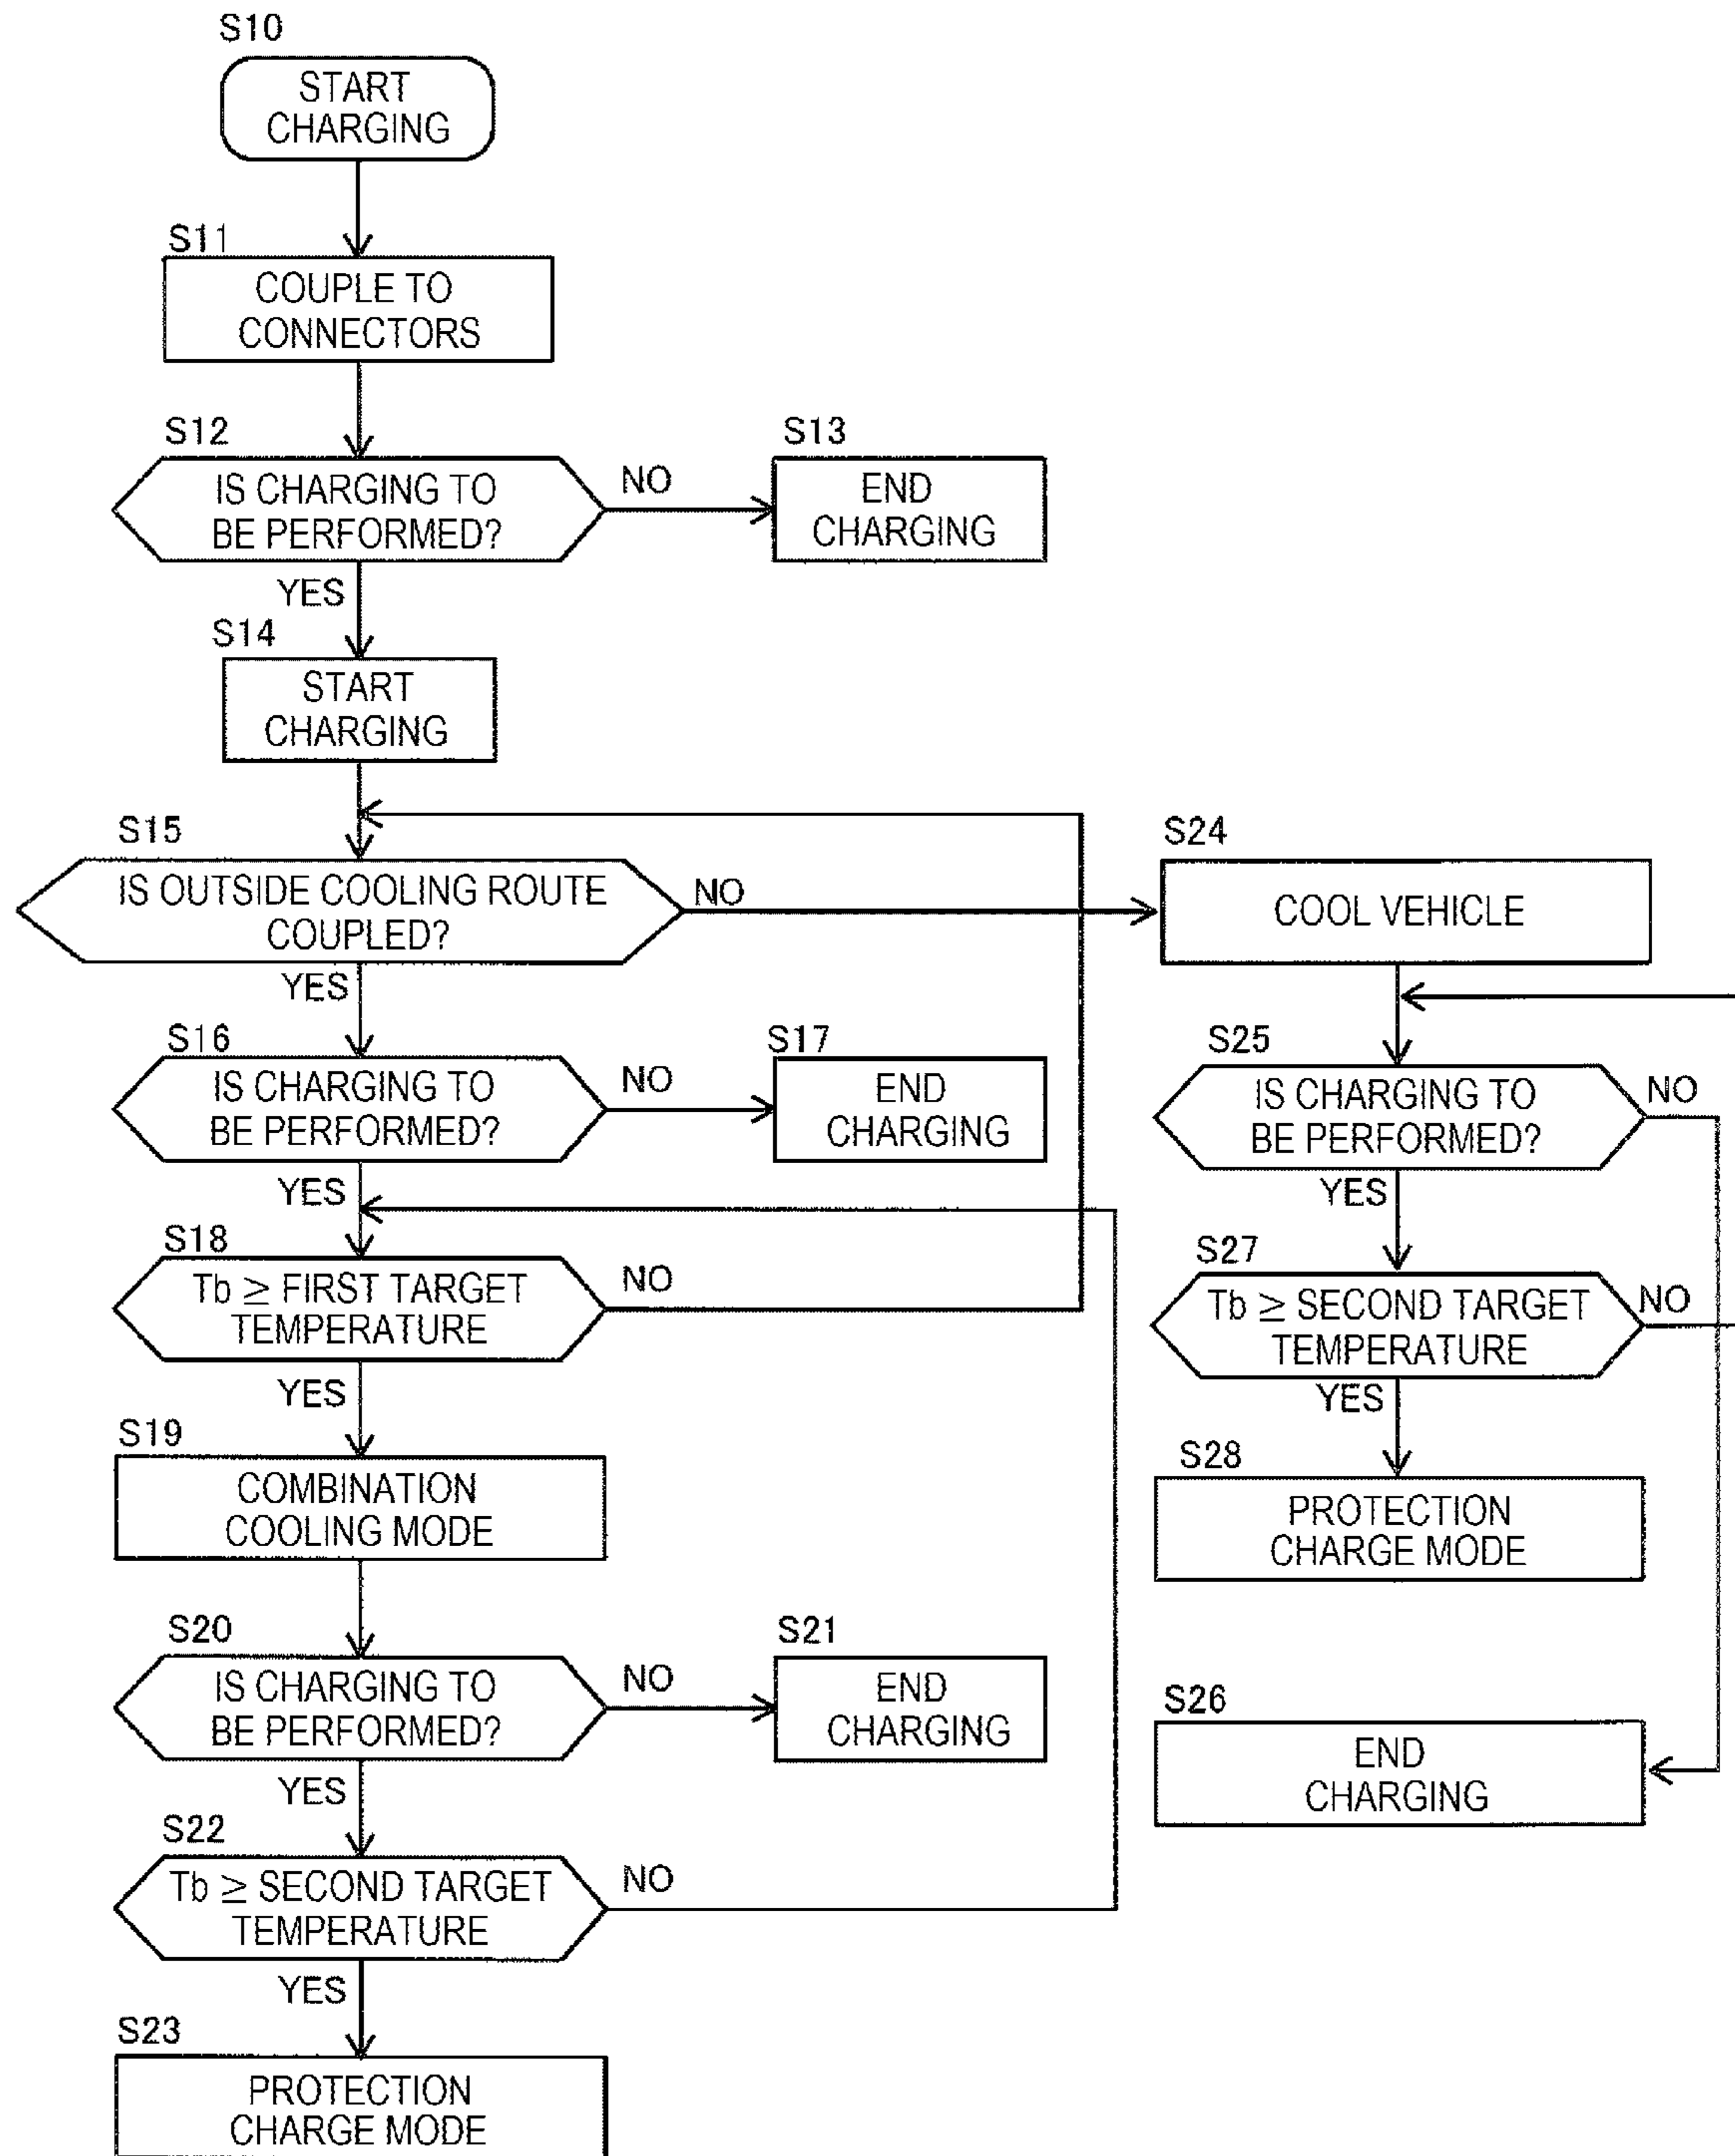 S10
START
CHARGING
S11
COUPLE TO
CONNECTORS
S12
IS CHARGING TO
BE PERFORMED?
NO
YES
S13
END
CHARGING
S14
START
CHARGING
S15
IS OUTSIDE COOLING ROUTE
COUPLED?
NO
YES
S16
IS CHARGING TO
BE PERFORMED?
NO
YES
S17
END
CHARGING
S18
Tb ≥ FIRST TARGET
TEMPERATURE
NO
YES
S19
COMBINATION
COOLING MODE
S20
IS CHARGING TO
BE PERFORMED?
NO
YES
S21
END
CHARGING
S22
Tb ≥ SECOND TARGET
TEMPERATURE
NO
YES
S23
PROTECTION
CHARGE MODE
S24
COOL VEHICLE
S25
IS CHARGING TO
BE PERFORMED?
NO
YES
S27
Tb ≥ SECOND TARGET
TEMPERATURE
NO
YES
S28
PROTECTION
CHARGE MODE
S26
END
CHARGING